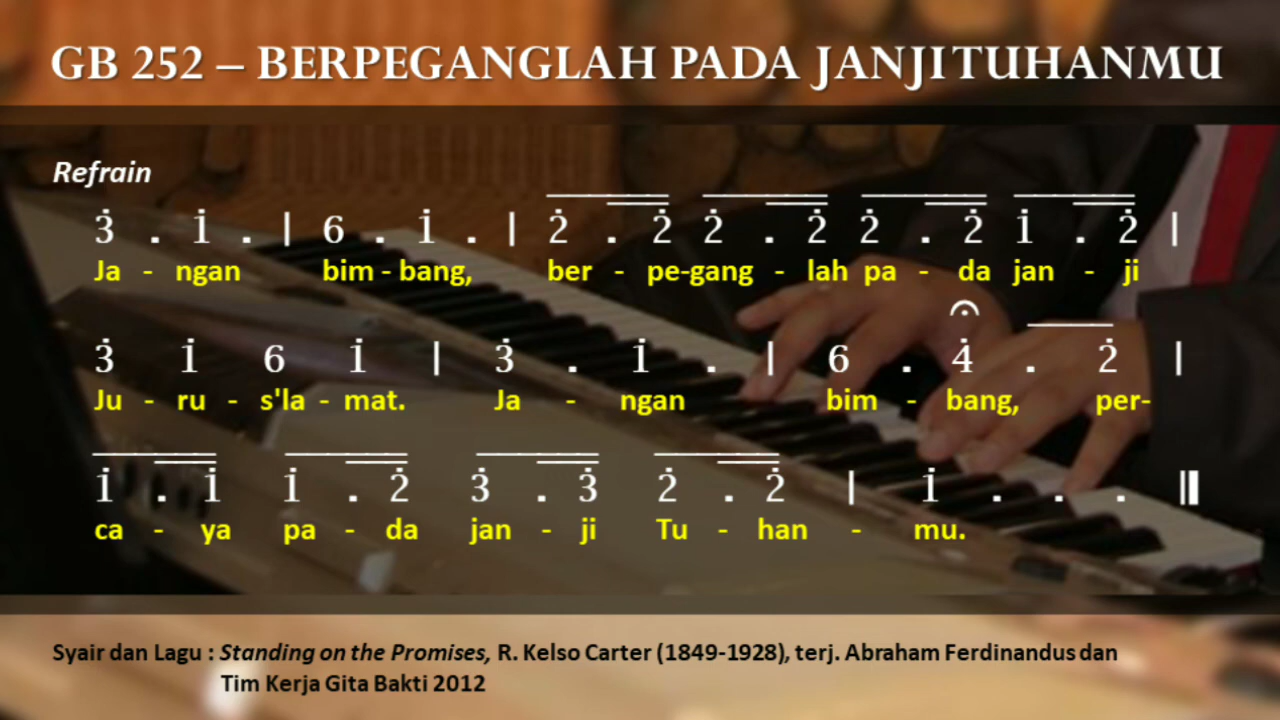 GB 252 – BERPEGANGLAH PADA JANJI TUHANMU
Refrain
3̇ . 1̇ . | 6 . 1̇ . | 2̇ . 2̇ 2̇ . 2̇ 2̇ . 2̇ 1̇ . 2̇ |
Ja - ngan bim - bang, ber - pe-gang - lah pa - da jan - ji
3̇ 1̇ 6 1̇ | 3̇ . 1̇ . | 6 . 4̇ . 2̇ |
Ju - ru - s'la - mat. Ja - ngan bim - bang, per-
1̇ . 1̇ 1̇ . 2̇ 3̇ . 3̇ 2̇ . 2̇ | 1̇ . . . ||
ca - ya pa - da jan - ji Tu - han - mu.
Syair dan Lagu : Standing on the Promises, R. Kelso Carter (1849-1928), terj. Abraham Ferdinandus dan
Tim Kerja Gita Bakti 2012